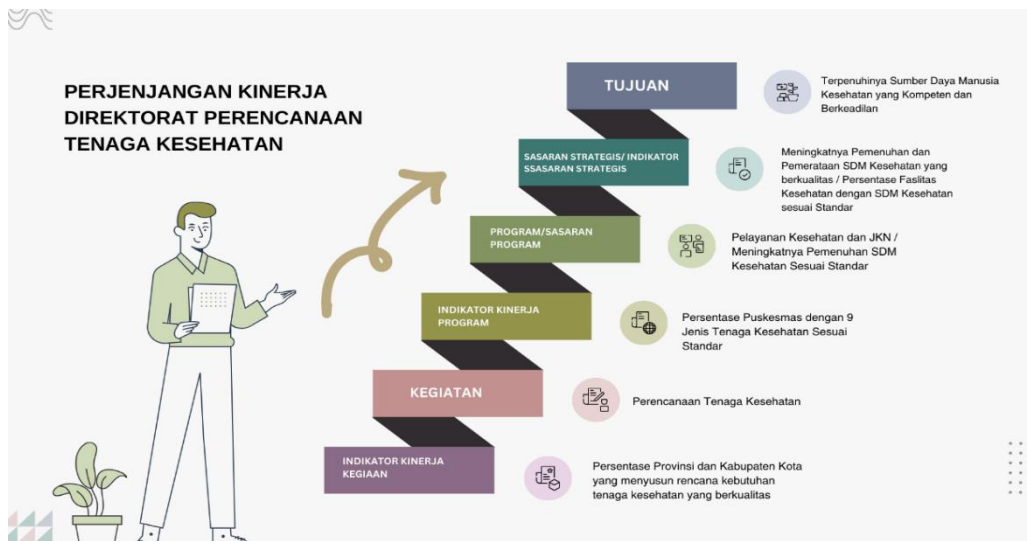 PERJENJANGAN KINERJA
DIREKTORAT PERENCANAAN
TENAGA KESEHATAN
TUJUAN
Terpenuhinya Sumber Daya Manusia
Kesehatan yang Kompeten dan
Berkeadilan
SASARAN STRATEGIS/ INDIKATOR
SSASARAN STRATEGIS
Meningkatnya Pemenuhan dan
Pemerataan SDM Kesehatan yang
berkualitas / Persentase Faslitas
Kesehatan dengan SDM Kesehatan
sesuai Standar
PROGRAM/SASARAN
PROGRAM
Pelayanan Kesehatan dan JKN /
Meningkatnya Pemenuhan SDM
Kesehatan Sesuai Standar
INDIKATOR KINERJA
PROGRAM
Persentase Puskesmas dengan 9
Jenis Tenaga Kesehatan Sesuai
Standar
KEGIATAN
Perencanaan Tenaga Kesehatan
INDIKATOR KINERJA
KEGIAAN
Persentase Provinsi dan Kabupaten Kota
yang menyusun rencana kebutuhan
tenaga kesehatan yang berkualitas